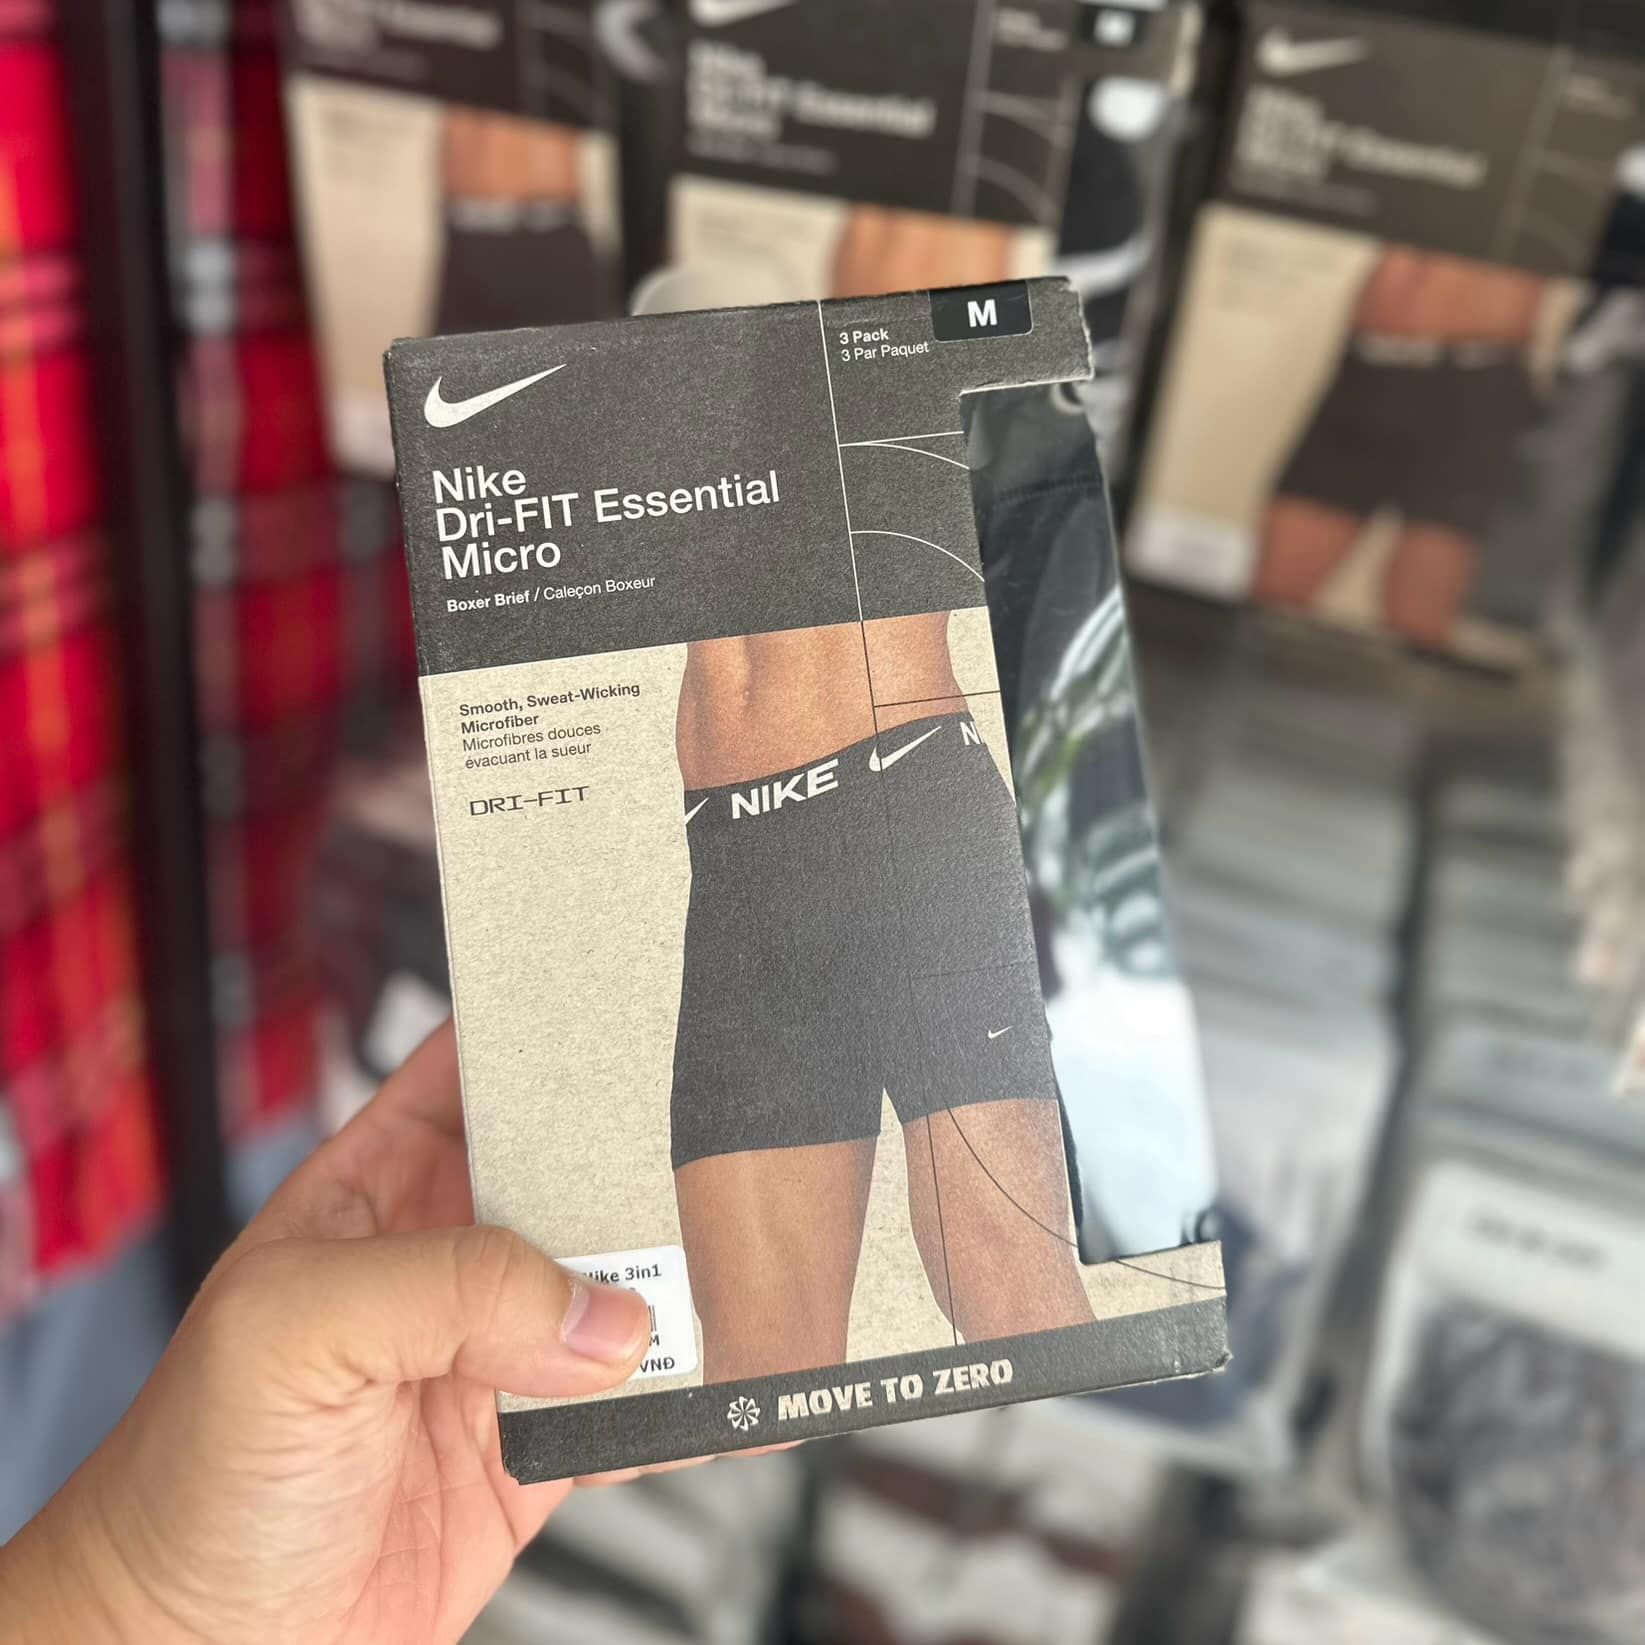 M
3 Pack
3 Par Paquet
Nike
Dri-FIT Essential
Micro
Boxer Brief / Caleçon Boxeur
Smooth, Sweat-Wicking
Microfiber
Microfibres douces
évacuant la sueur
DRI-FIT
NIKE
3in1
M
VNĐ
MOVE TO ZERO